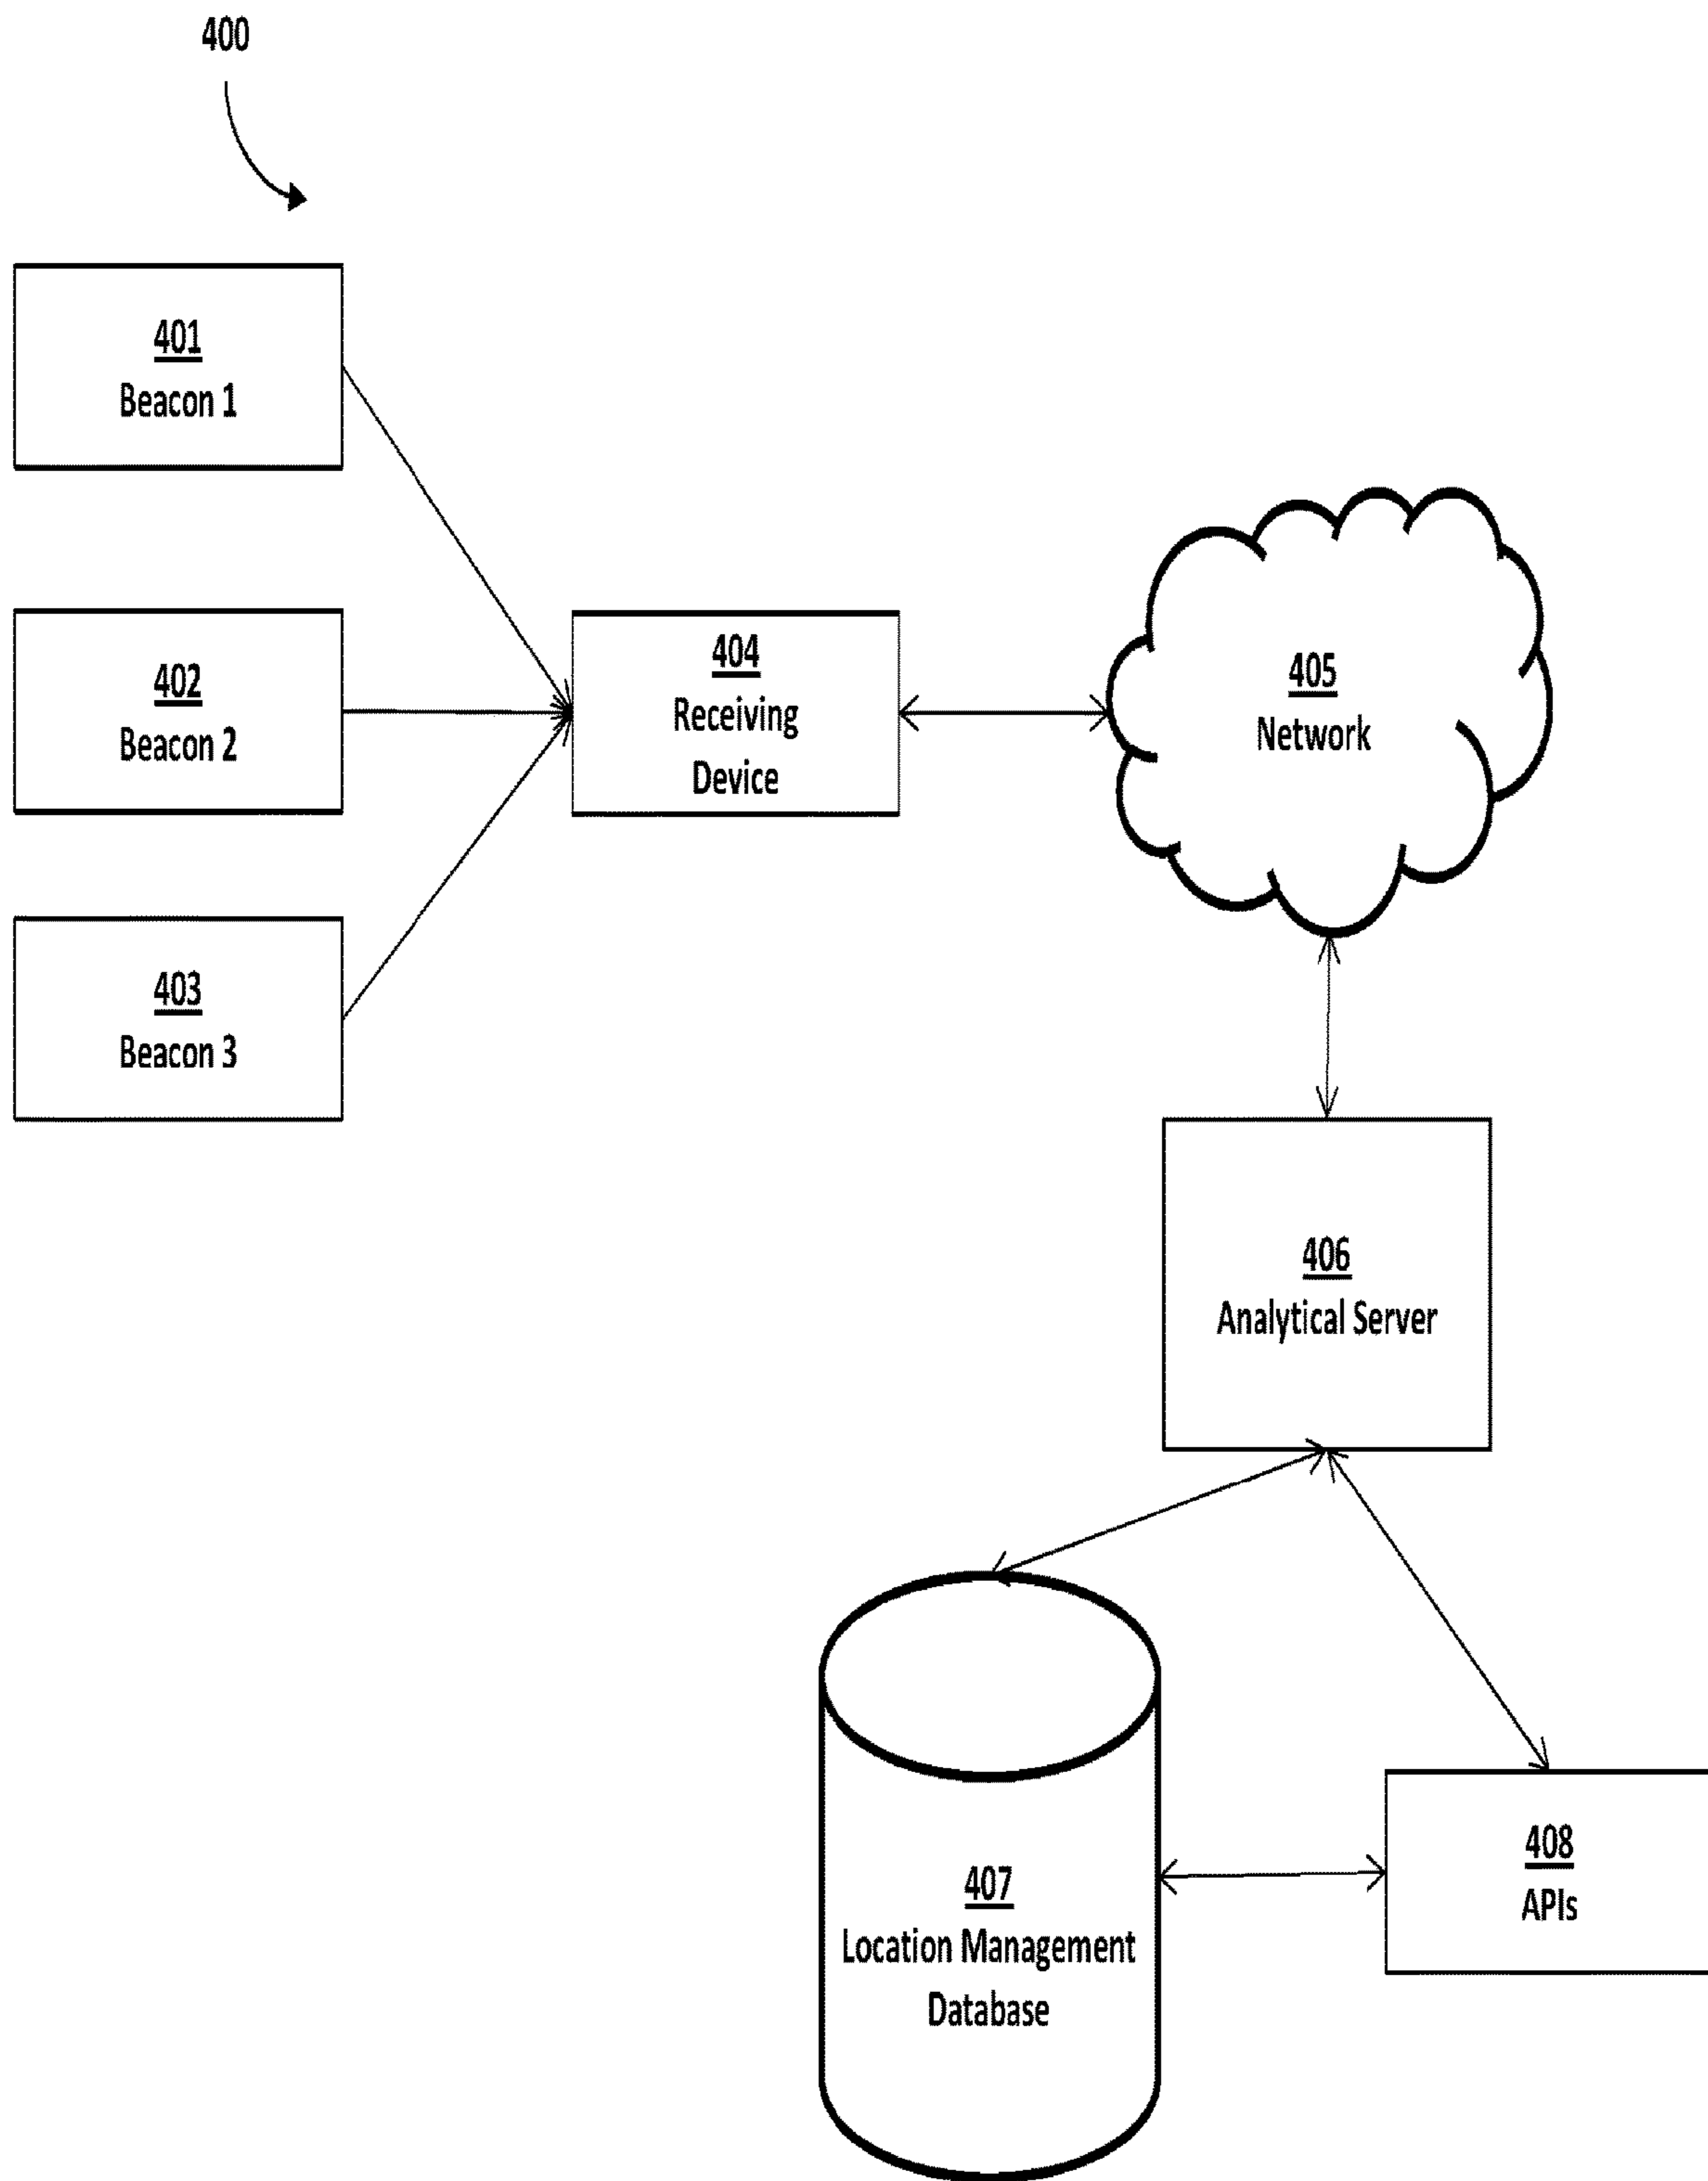 400
401
Beacon 1
402
Beacon 2
403
Beacon 3
404
Receiving
Device
405
Network
406
Analytical Server
407
Location Management
Database
408
APIs